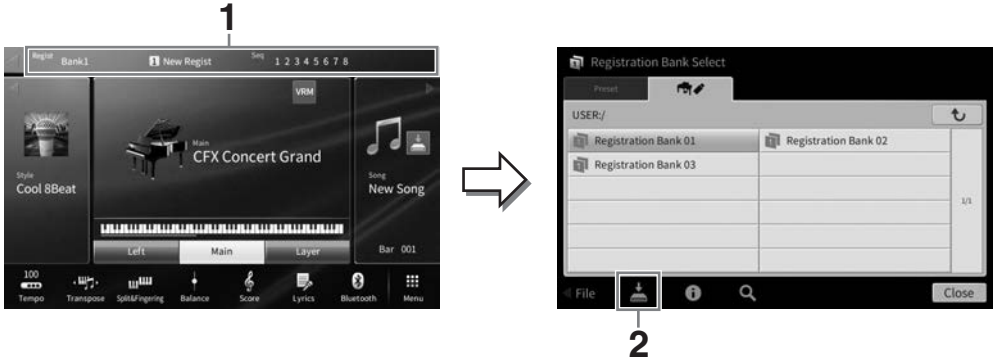 1
Regist
Bank1
1 New Regist
Seq
1 2 3 4 5 6 7 8
VRM
Main
CFX Concert Grand
Style
Cool 8Beat
Song
New Song
Left
Main
Layer
Bar 001
100
Tempo
Transpose
Split&Fingering
Balance
Score
Lyrics
Bluetooth
Menu
Registration Bank Select
Preset
USER:/
Registration Bank 01
Registration Bank 02
Registration Bank 03
1/1
File
Close
2